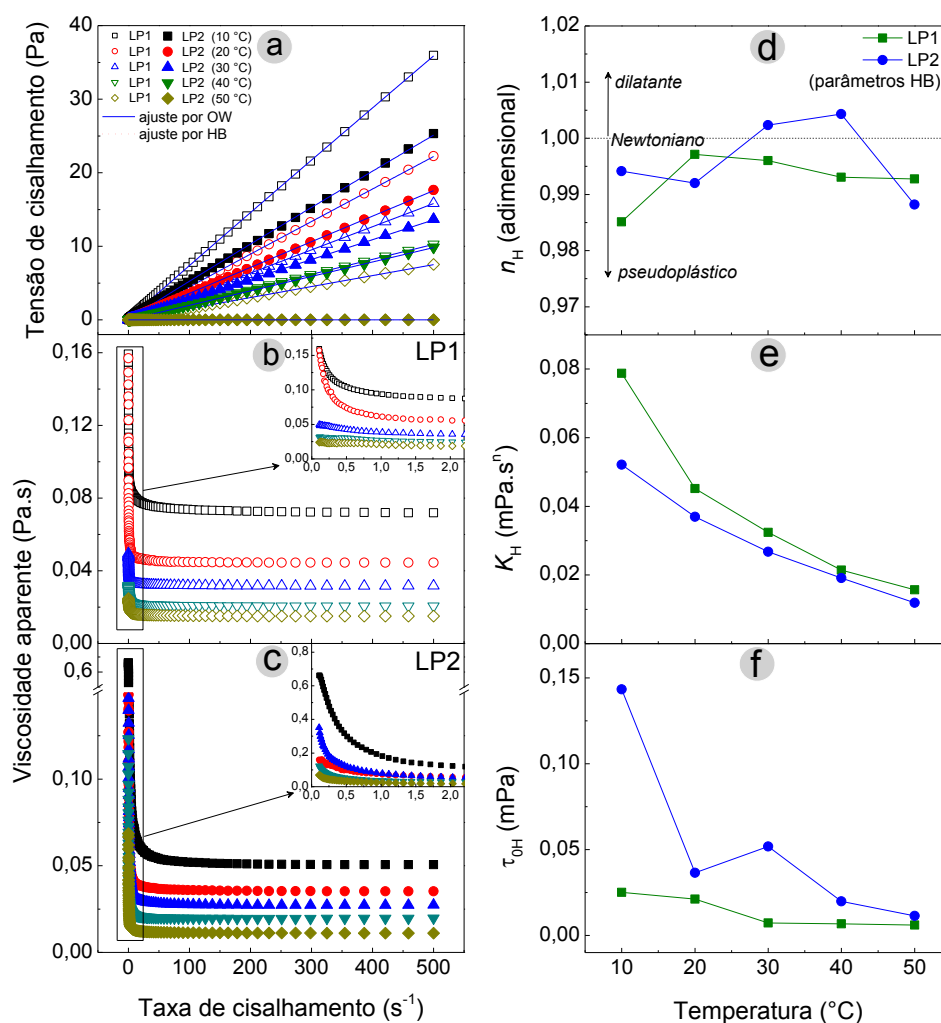 Tensão de cisalhamento (Pa)
40
30
20
10
0
a
LP1 LP2 (10 °C)
LP1 LP2 (20 °C)
LP1 LP2 (30 °C)
LP1 LP2 (40 °C)
LP1 LP2 (50 °C)
ajuste por OW
ajuste por HB
Viscosidade aparente (Pa.s)
0,16
0,12
0,08
0,04
0,00
b
LP1
0,15
0,10
0,05
0,00
0,0 0,5 1,0 1,5 2,0
0,6
0,10
0,05
0,00
c
LP2
0,8
0,6
0,4
0,2
0,0
0,0 0,5 1,0 1,5 2,0
0 100 200 300 400 500
Taxa de cisalhamento (s⁻¹)
n_H (adimensional)
1,02
1,01
1,00
0,99
0,98
0,97
d
LP1
LP2
(parâmetros HB)
dilatante
Newtoniano
pseudoplástico
K_H (mPa.sⁿ)
0,08
0,06
0,04
0,02
0,00
e
τ_0H (mPa)
0,15
0,10
0,05
0,00
f
10 20 30 40 50
Temperatura (°C)